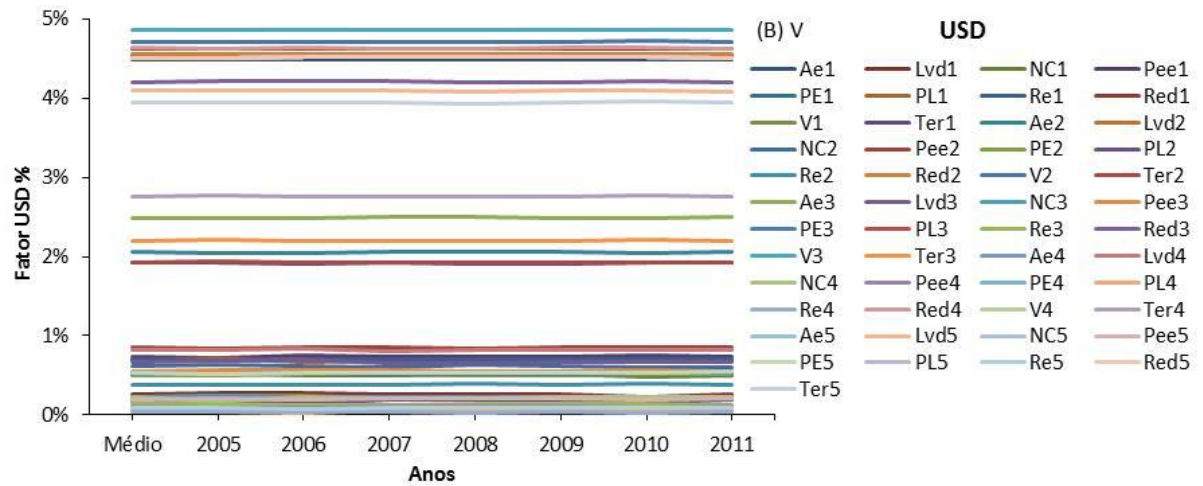 5%
4%
3%
2%
1%
0%
Fator USD%
Médio 2005 2006 2007 2008 2009 2010 2011
Anos
(B) V USD
Ae1 Lvd1 NC1 Pee1
PE1 PL1 Re1 Red1
V1 Ter1 Ae2 Lvd2
NC2 Pee2 PE2 PL2
Re2 Red2 V2 Ter2
Ae3 Lvd3 NC3 Pee3
PE3 PL3 Re3 Red3
V3 Ter3 Ae4 Lvd4
NC4 Pee4 PE4 PL4
Re4 Red4 V4 Ter4
Ae5 Lvd5 NC5 Pee5
PE5 PL5 Re5 Red5
Ter5